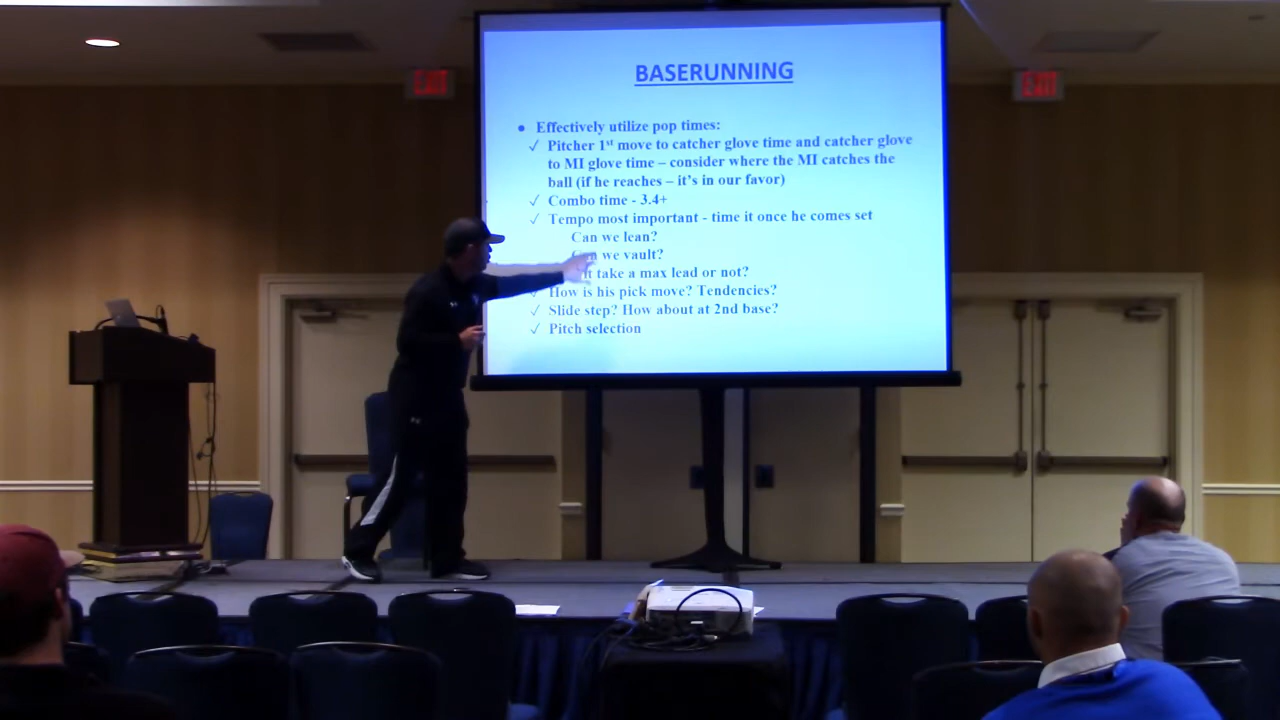 EXIT
EXIT
BASERUNNING
● Effectively utilize pop times:
✓ Pitcher 1st move to catcher glove time and catcher glove
to MI glove time – consider where the MI catches the
ball (if he reaches – it's in our favor)
✓ Combo time - 3.4+
✓ Tempo most important - time it once he comes set
Can we lean?
we vault?
take a max lead or not?
✓ How is his pick move? Tendencies?
✓ Slide step? How about at 2nd base?
✓ Pitch selection